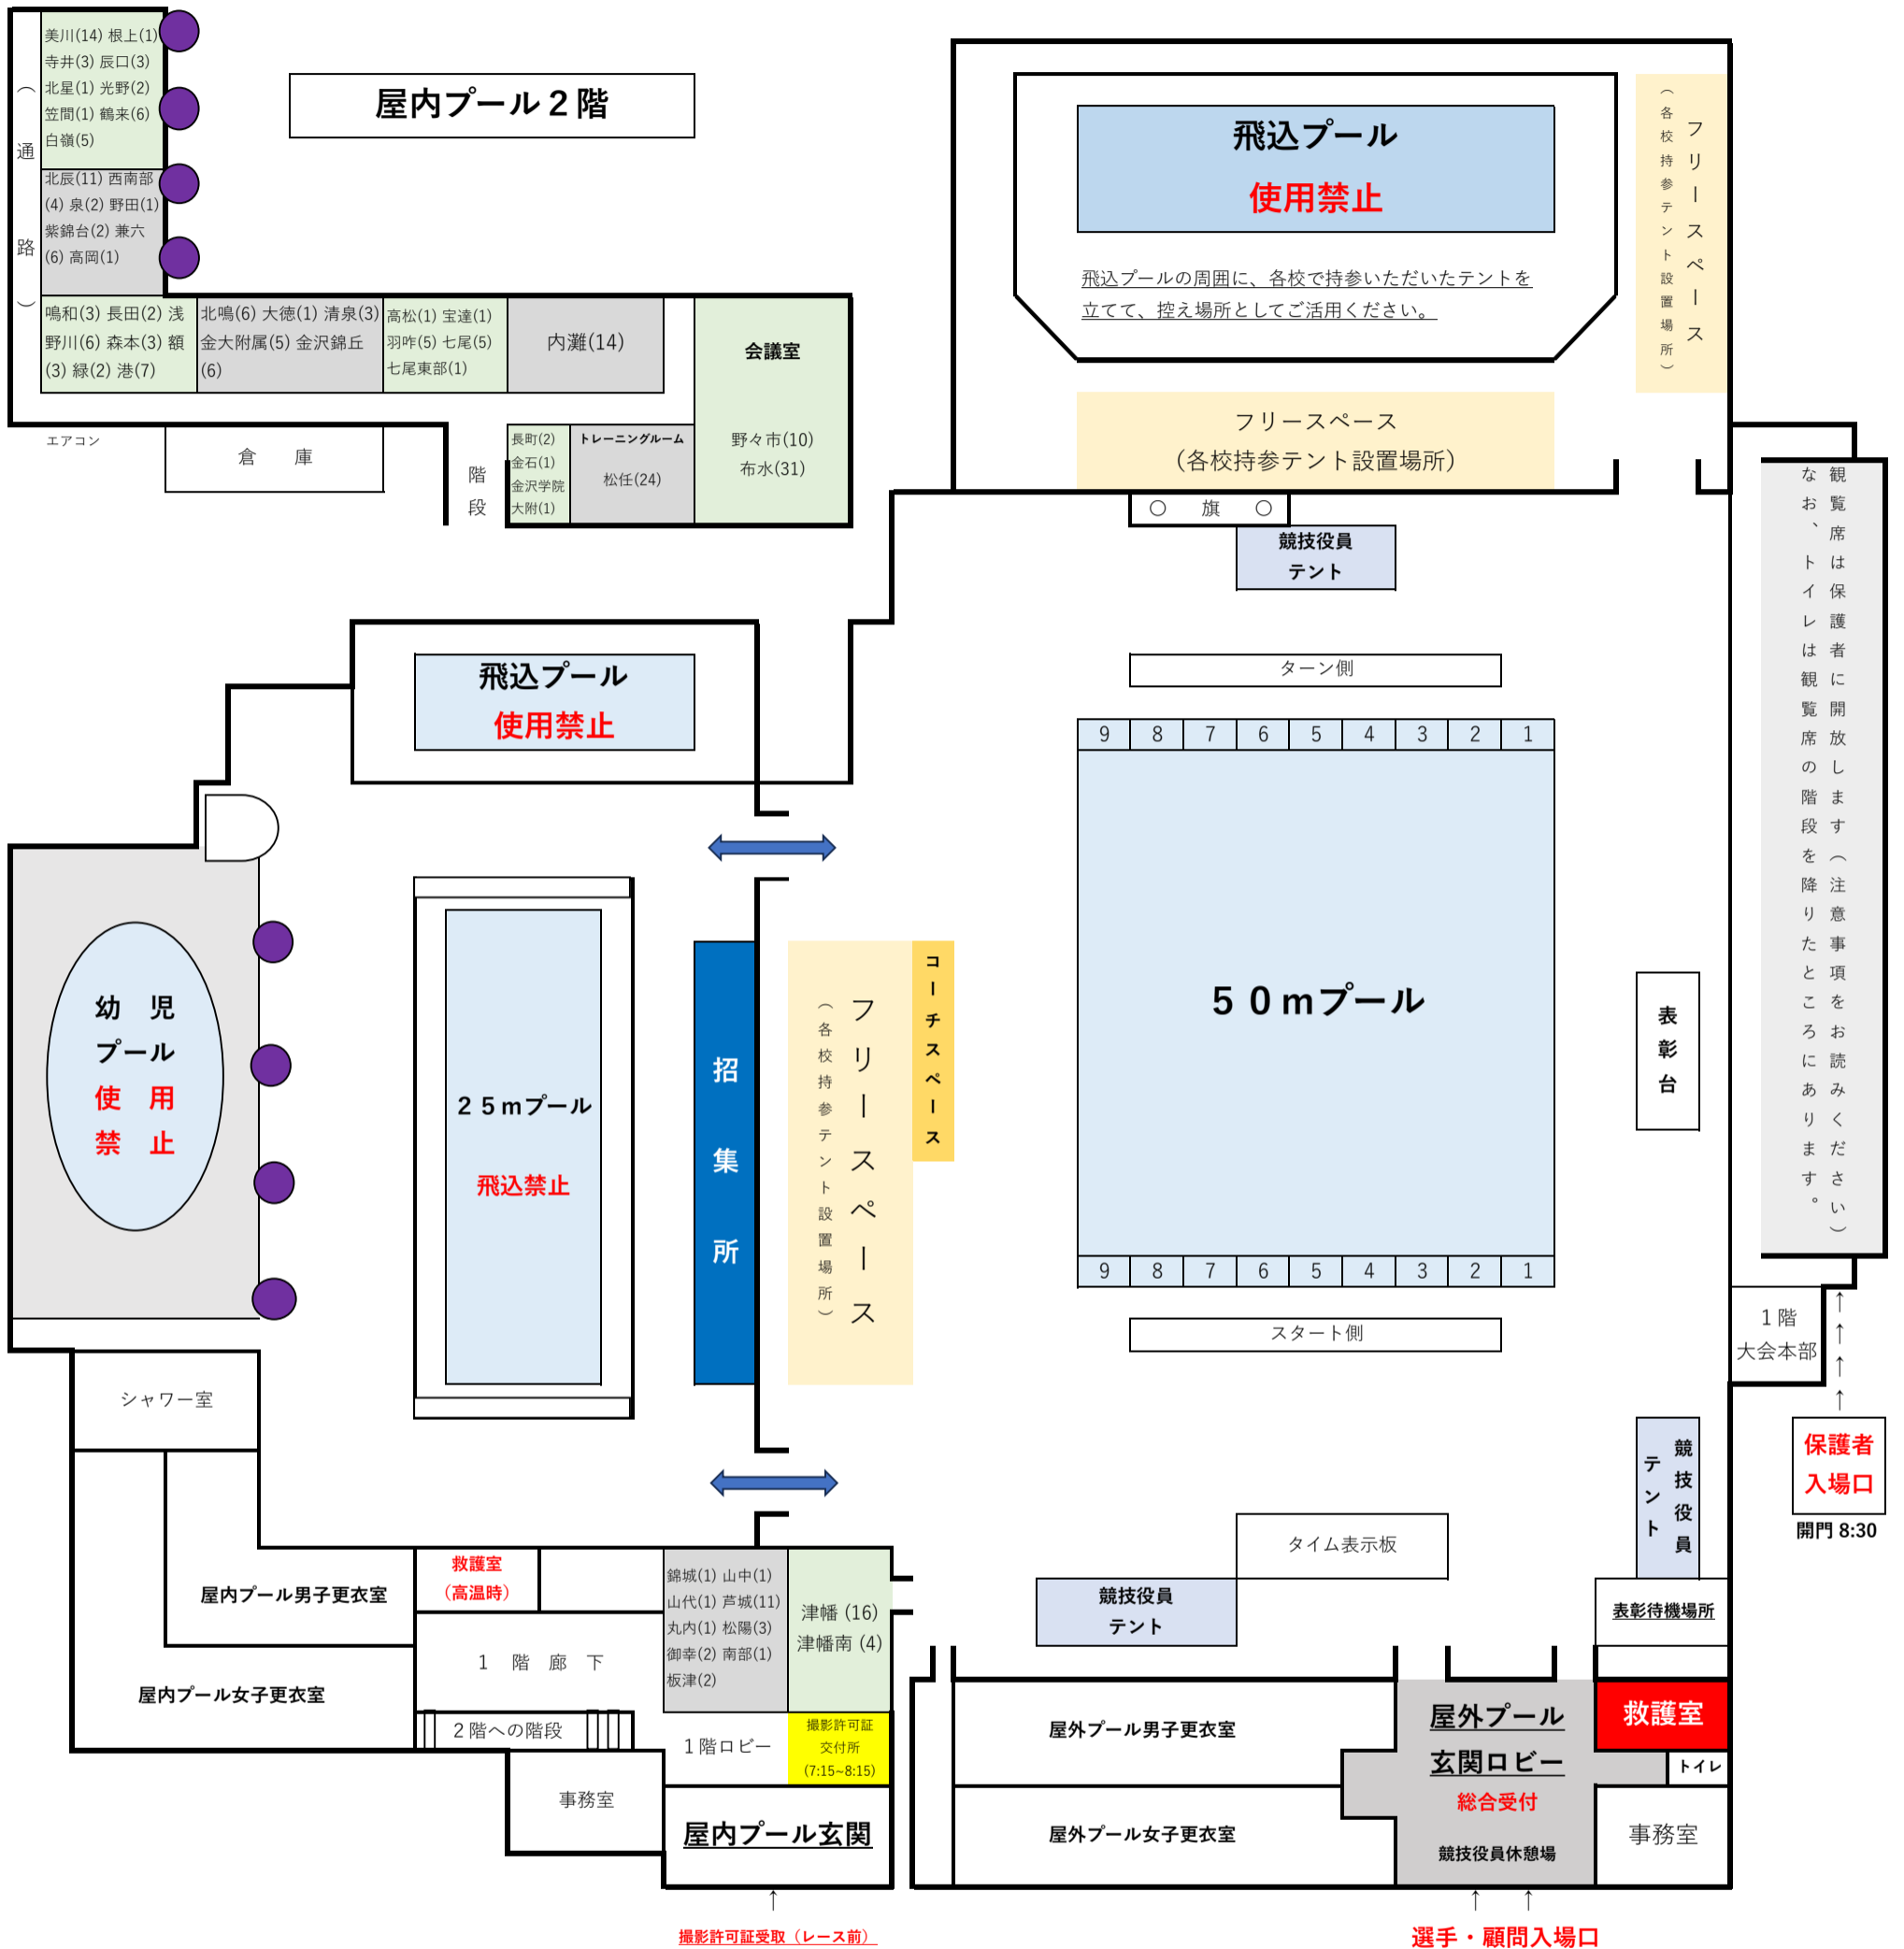 美川(14) 根上(1)
寺井(3) 辰口(3)
北星(1) 光野(2)
笠間(1) 鶴来(6)
白嶺(5)
（通路）
北辰(11) 西南部
(4) 泉(2) 野田(1)
紫錦台(2) 兼六
(6) 高岡(1)
屋内プール２階
鳴和(3) 長田(2) 浅
野川(6) 森本(3) 額
(3) 緑(2) 港(7)
北鳴(6) 大徳(1) 清泉(3)
金大附属(5) 金沢錦丘
(6)
高松(1) 宝達(1)
羽咋(5) 七尾(5)
七尾東部(1)
内灘(14)
会議室
野々市(10)
布水(31)
エアコン
倉　庫
階
段
長町(2)
金石(1)
金沢学院
大附(1)
トレーニングルーム
松任(24)
飛込プール
使用禁止
飛込プールの周囲に、各校で持参いただいたテントを
立てて、控え場所としてご活用ください。
フリースペース
（各校持参テント設置場所）
フリースペース
（各校持参テント設置場所）
〇　旗　〇
競技役員
テント
観覧席は保護者に開放します（注意事項をお読みください）
なお、トイレは観覧席の階段を降りたところにあります。
飛込プール
使用禁止
ターン側
9 8 7 6 5 4 3 2 1
５０ｍプール
9 8 7 6 5 4 3 2 1
スタート側
表彰台
幼　児
プール
使　用
禁　止
２５ｍプール
飛込禁止
招集所
フリースペース
（各校持参テント設置場所）
コーチスペース
１階
大会本部
↑
↑
↑
↑
保護者
入場口
開門 8:30
競技役員
テント
シャワー室
屋内プール男子更衣室
屋内プール女子更衣室
救護室
（高温時）
１　階　廊　下
２階への階段
錦城(1) 山中(1)
山代(1) 芦城(11)
丸内(1) 松陽(3)
御幸(2) 南部(1)
板津(2)
津幡 (16)
津幡南 (4)
１階ロビー
撮影許可証
交付所
(7:15~8:15)
事務室
屋内プール玄関
↑
撮影許可証受取（レース前）
タイム表示板
競技役員
テント
表彰待機場所
屋外プール男子更衣室
屋外プール女子更衣室
屋外プール
玄関ロビー
総合受付
競技役員休憩場
救護室
トイレ
事務室
↑ ↑
選手・顧問入場口